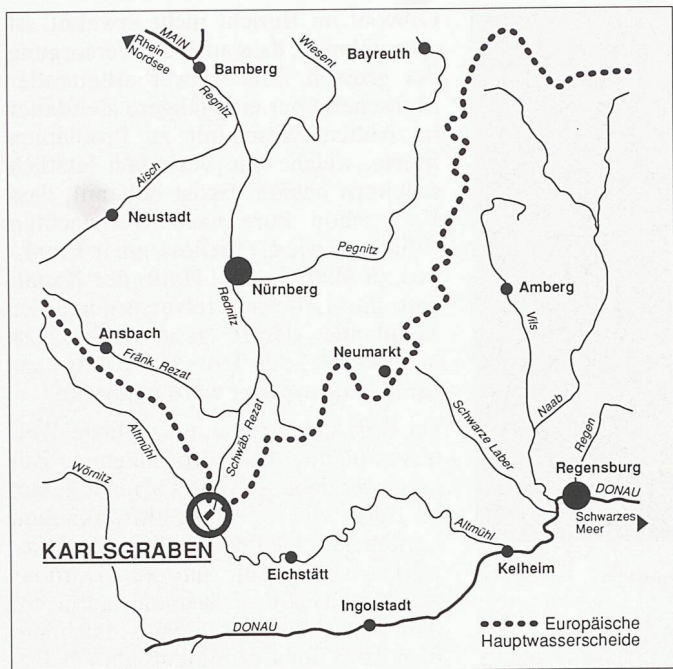 MAIN
Rhein
Nordsee
Bamberg
Wiesent
Bayreuth
Regnitz
Aisch
Neustadt
Pegnitz
Nürnberg
Rednitz
Amberg
Vils
Ansbach
Fränk. Rezat
Neumarkt
Schwäb. Rezat
Altmühl
Schwarze Laber
Naab
Regen
Wörnitz
Regensburg
DONAU
Schwarzes
Meer
KARLSGRABEN
Altmühl
Eichstätt
Kelheim
Ingolstadt
DONAU
Europäische
Hauptwasserscheide